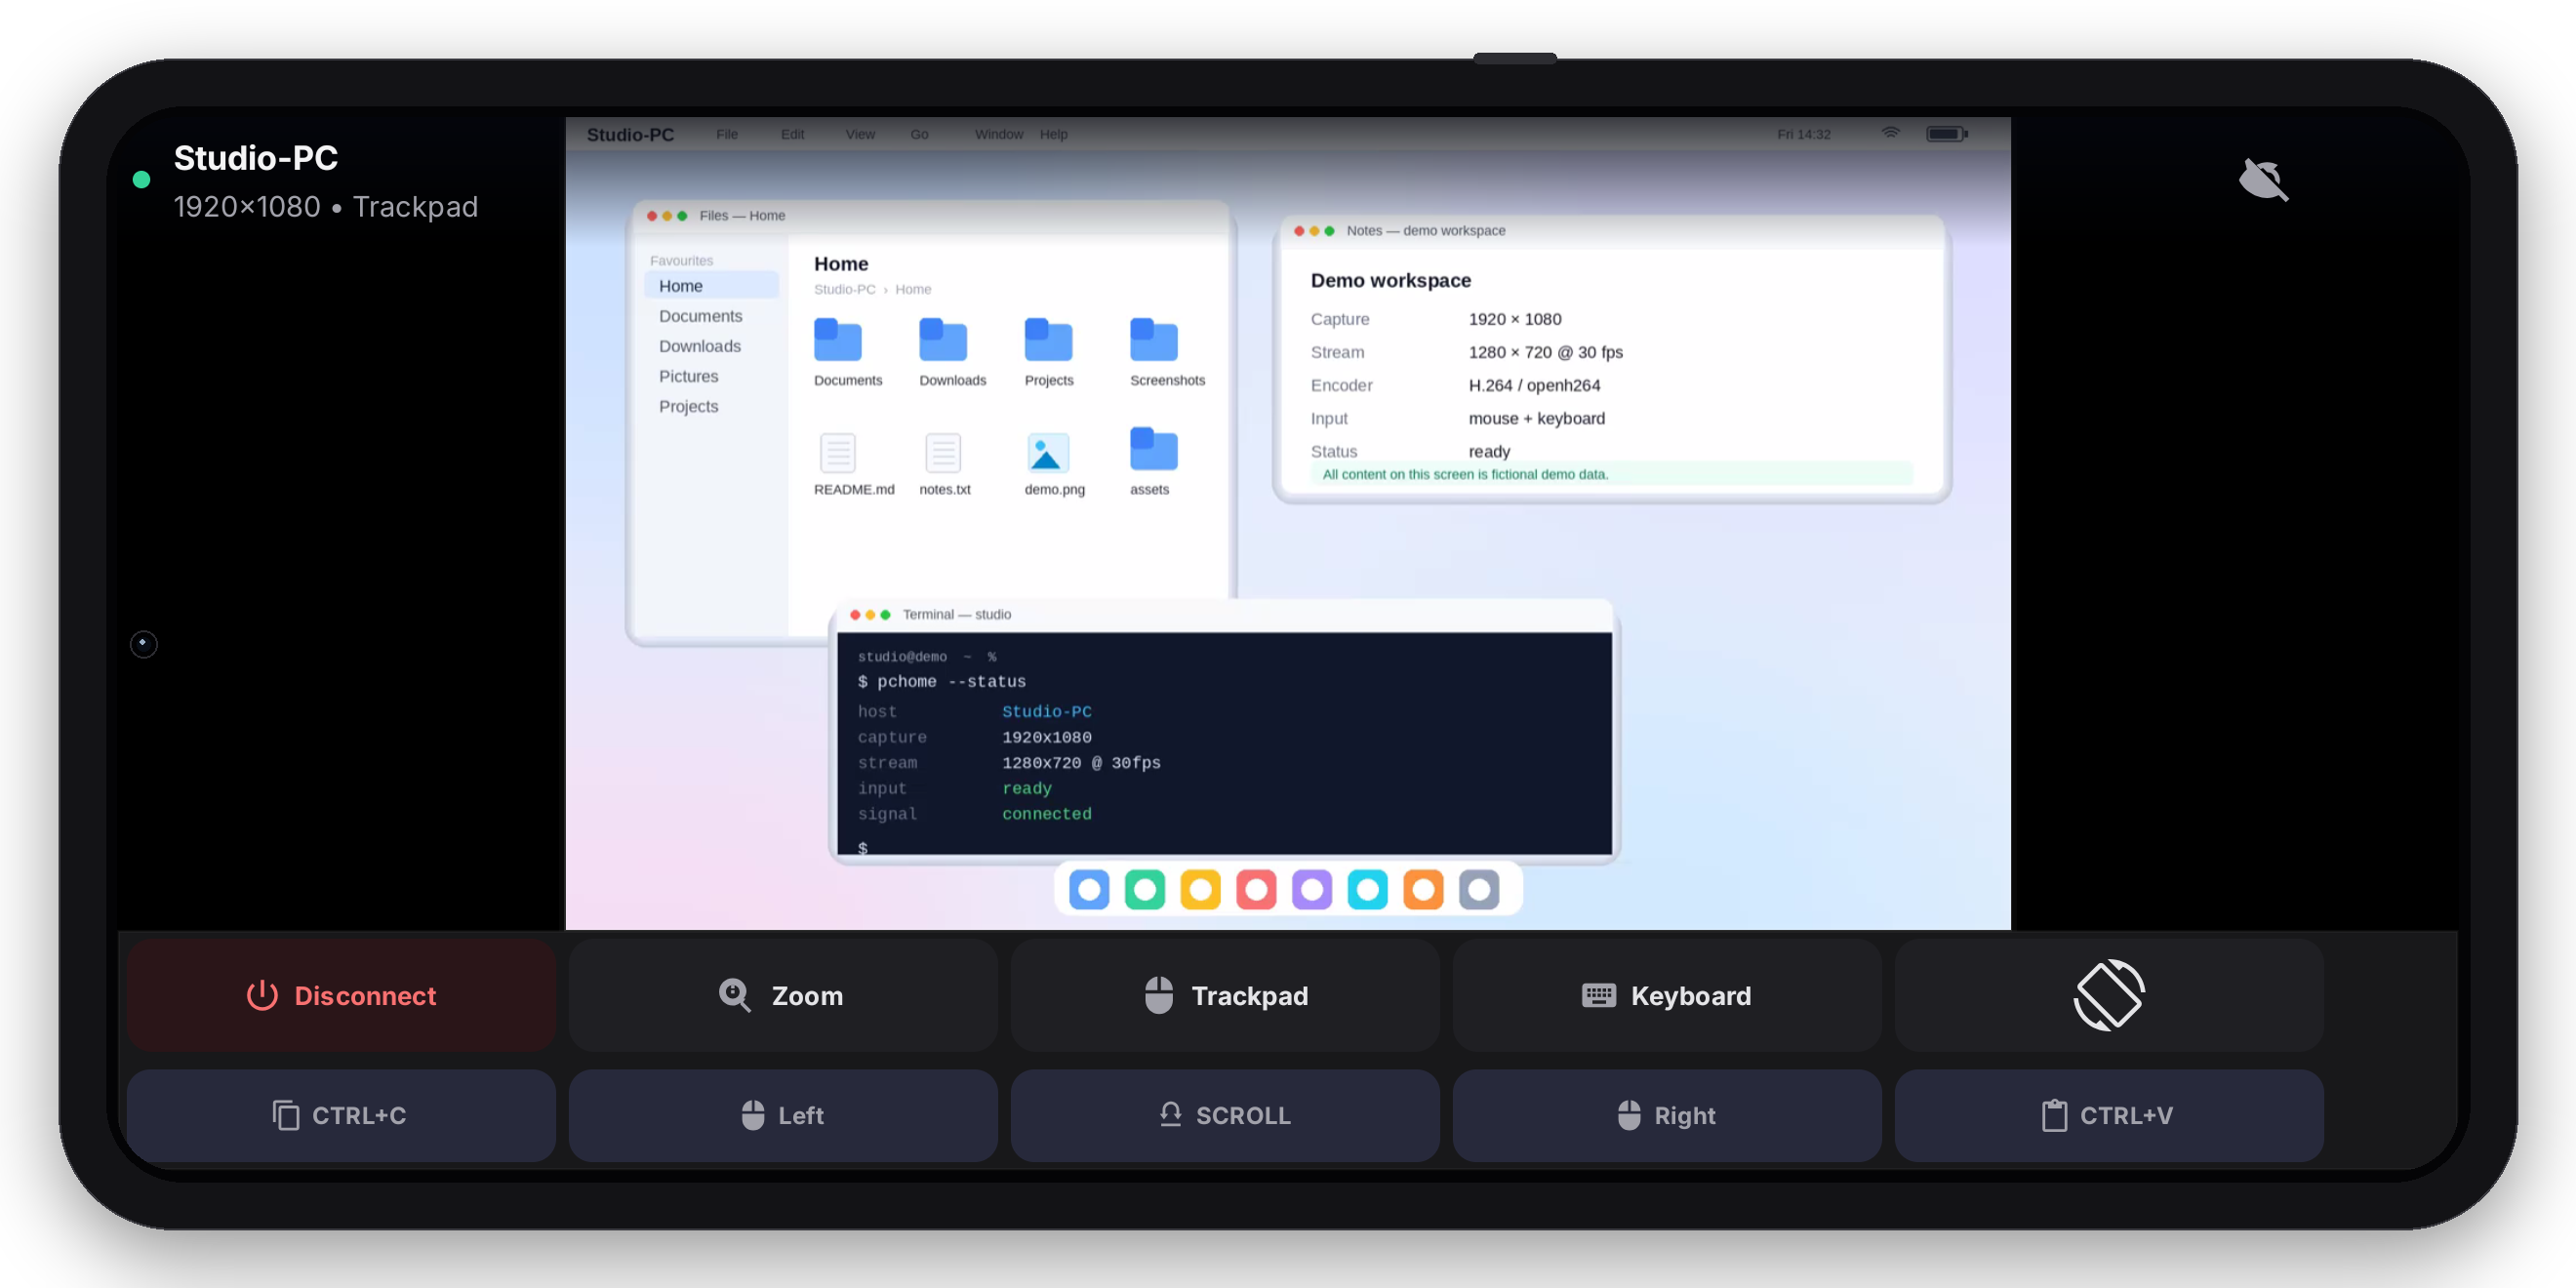 Studio-PC
1920×1080 • Trackpad
Studio-PC File Edit View Go Window Help Fri 14:32
Files — Home
Favourites
Home
Documents
Downloads
Pictures
Projects
Home
Studio-PC › Home
Documents Downloads Projects Screenshots
README.md notes.txt demo.png assets
Notes — demo workspace
Demo workspace
Capture 1920 × 1080
Stream 1280 × 720 @ 30 fps
Encoder H.264 / openh264
Input mouse + keyboard
Status ready
All content on this screen is fictional demo data.
Terminal — studio
studio@demo ~ %
$ pchome --status
host Studio-PC
capture 1920x1080
stream 1280x720 @ 30fps
input ready
signal connected
$
Disconnect Zoom Trackpad Keyboard
CTRL+C Left SCROLL Right CTRL+V